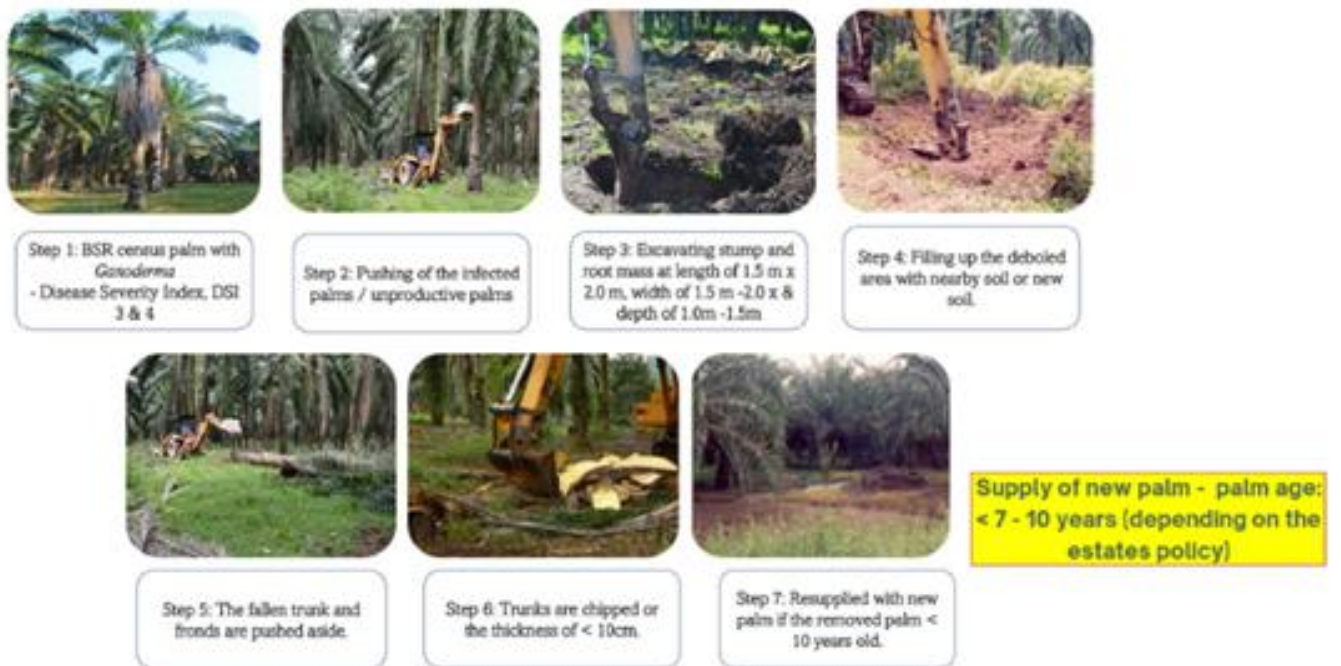 Step 1: BSR census palm with
Ganoderma
- Disease Severity Index, DSI
3 & 4
Step 2: Pushing of the infected
palms / unproductive palms
Step 3: Excavating stump and
root mass at length of 1.5 m x
2.0 m, width of 1.5 m -2.0 x &
depth of 1.0m -1.5m
Step 4: Filling up the deboled
area with nearby soil or new
soil.
Step 5: The fallen trunk and
fronds are pushed aside.
Step 6: Trunks are chipped or
the thickness of < 10cm.
Step 7: Resupplied with new
palm if the removed palm <
10 years old.
Supply of new palm - palm age:
< 7 - 10 years (depending on the
estates policy)